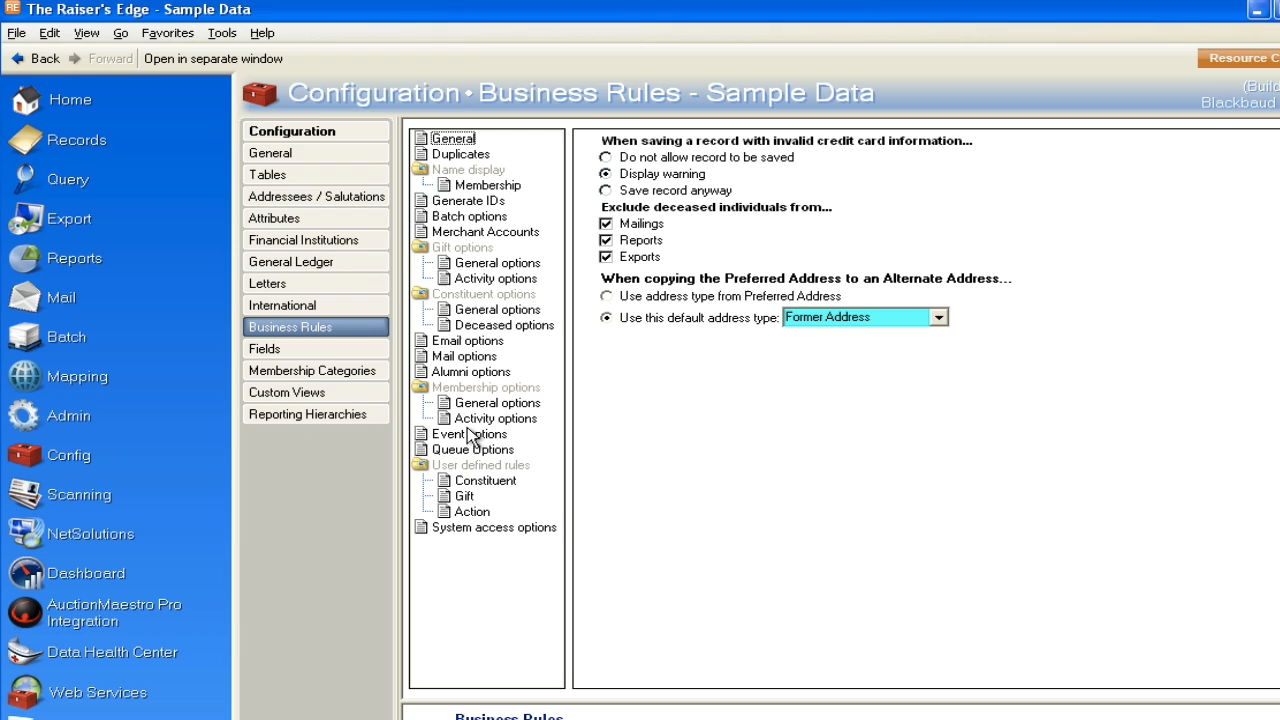 The Raiser's Edge - Sample Data
File Edit View Go Favorites Tools Help
Back Forward Open in separate window
Resource C
Configuration • Business Rules - Sample Data
(Build
Blackbaud
Home
Records
Query
Export
Reports
Mail
Batch
Mapping
Admin
Config
Scanning
NetSolutions
Dashboard
AuctionMaestro Pro
Integration
Data Health Center
Web Services
Configuration
General
Tables
Addressees / Salutations
Attributes
Financial Institutions
General Ledger
Letters
International
Business Rules
Fields
Membership Categories
Custom Views
Reporting Hierarchies
General
Duplicates
Name display
Membership
Generate IDs
Batch options
Merchant Accounts
Gift options
General options
Activity options
Constituent options
General options
Deceased options
Email options
Mail options
Alumni options
Membership options
General options
Activity options
Event options
Queue Options
User defined rules
Constituent
Gift
Action
System access options
When saving a record with invalid credit card information...
Do not allow record to be saved
Display warning
Save record anyway
Exclude deceased individuals from...
Mailings
Reports
Exports
When copying the Preferred Address to an Alternate Address...
Use address type from Preferred Address
Use this default address type: Former Address
Business Rules